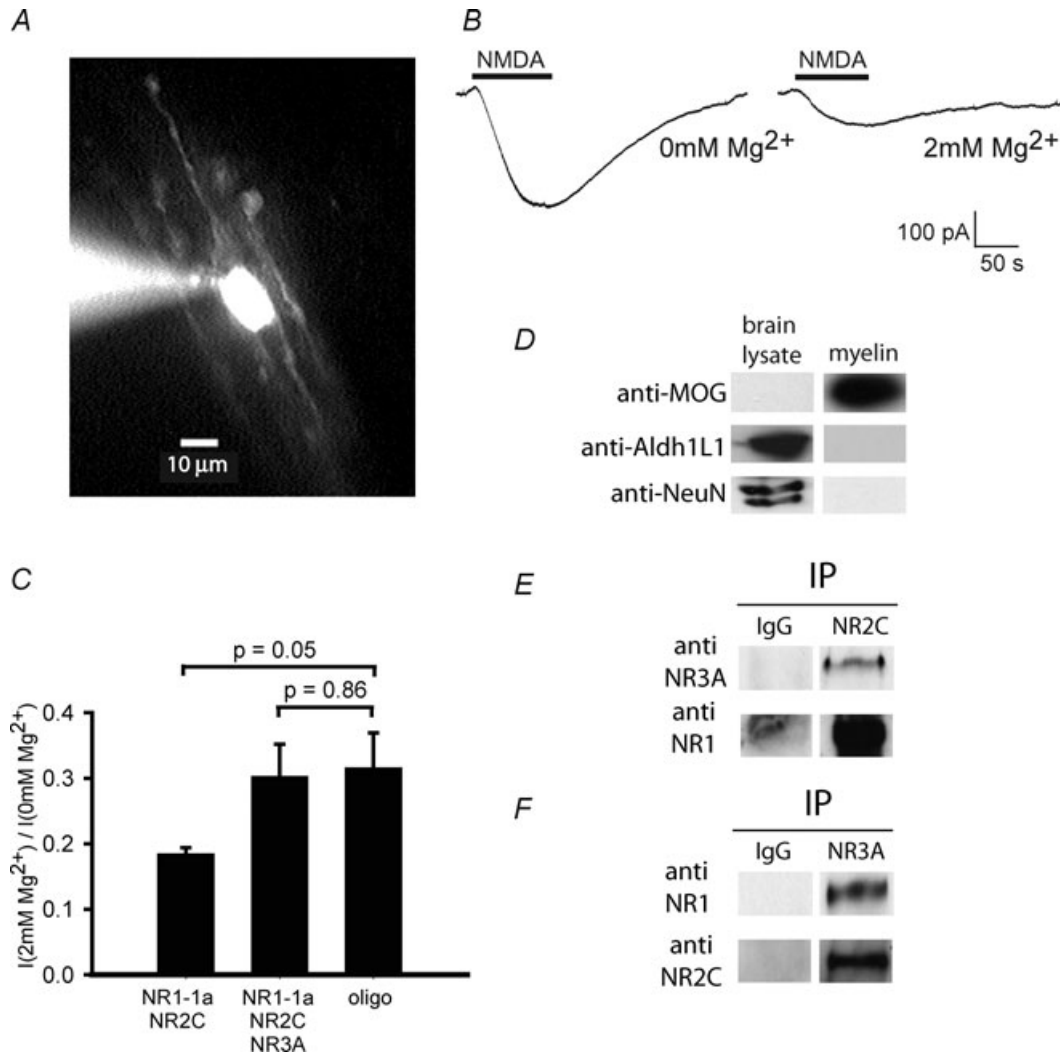 A
10 μm
B
NMDA
0mM Mg2+
NMDA
2mM Mg2+
100 pA
50 s
C
p = 0.05
p = 0.86
I(2mM Mg2+) / I(0mM Mg2+)
0.4
0.3
0.2
0.1
0.0
NR1-1a
NR2C
NR1-1a
NR2C
NR3A
oligo
D
brain
lysate
myelin
anti-MOG
anti-Aldh1L1
anti-NeuN
E
IP
IgG
NR2C
anti
NR3A
anti
NR1
F
IP
IgG
NR3A
anti
NR1
anti
NR2C